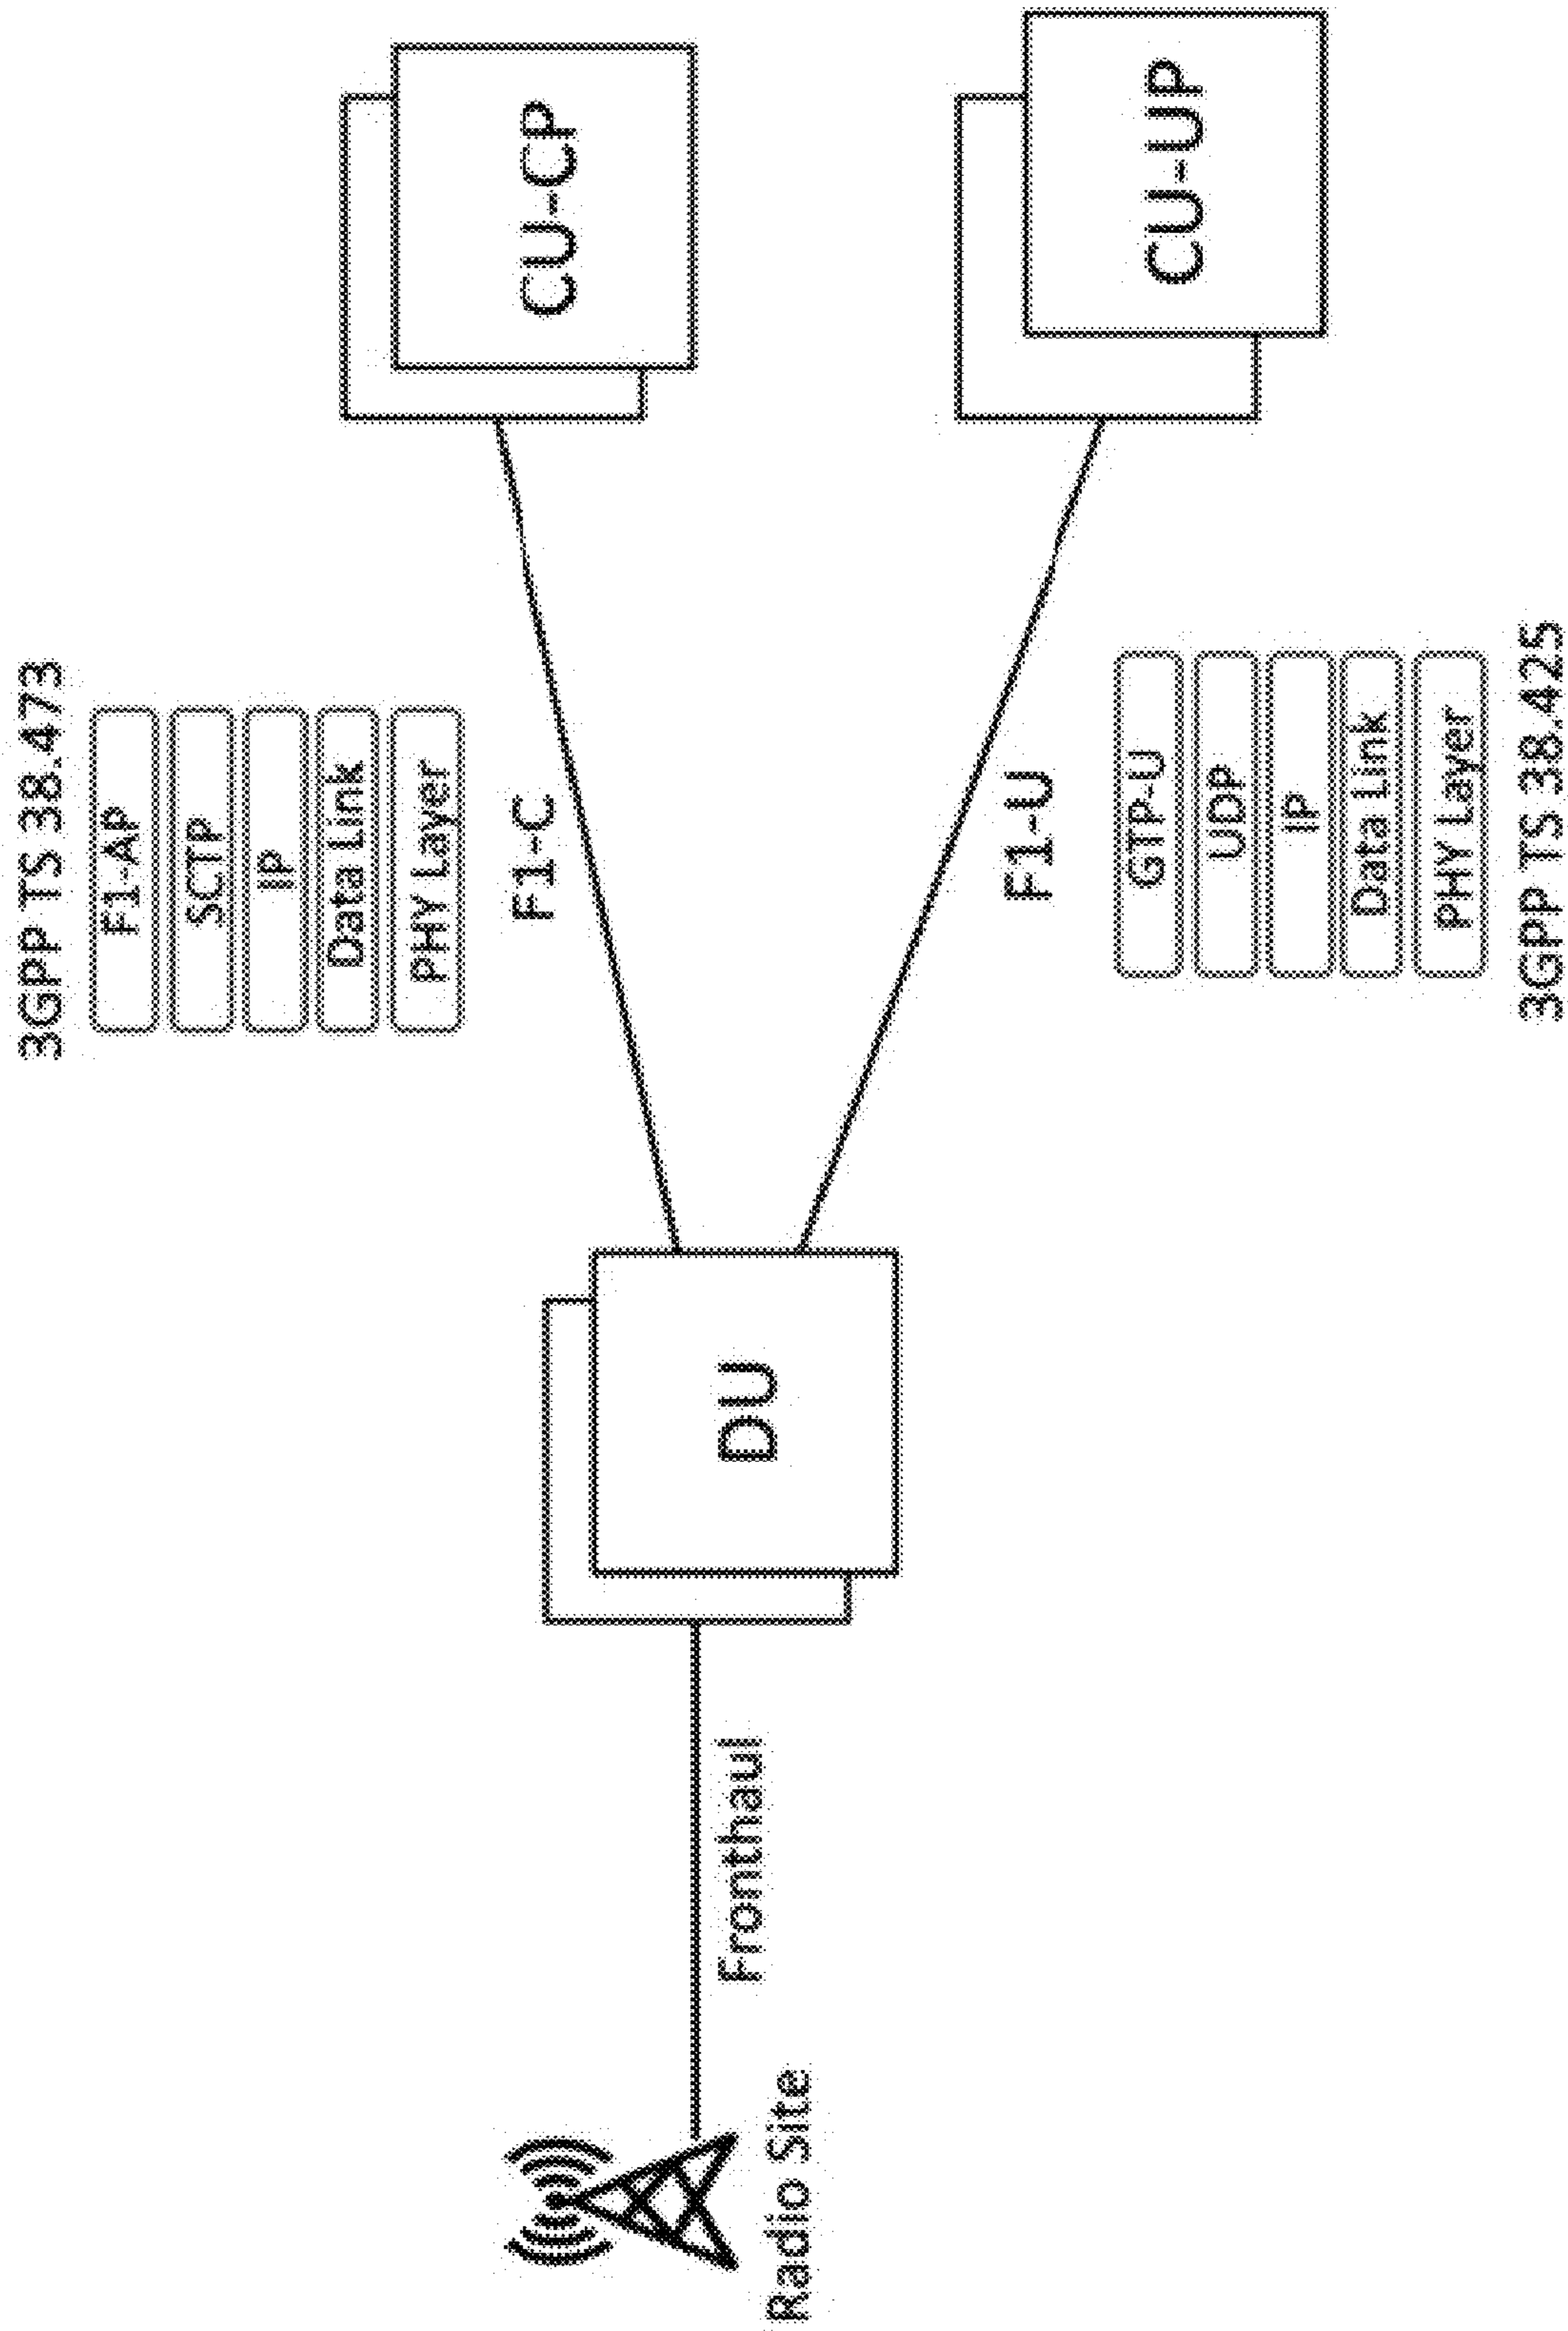 3GPP TS 38.473
F1-AP
SCTP
IP
Data Link
PHY Layer
F1-C
CU-CP
Radio Site
Fronthaul
DU
F1-U
CU-UP
GTP-U
UDP
IP
Data Link
PHY Layer
3GPP TS 38.425